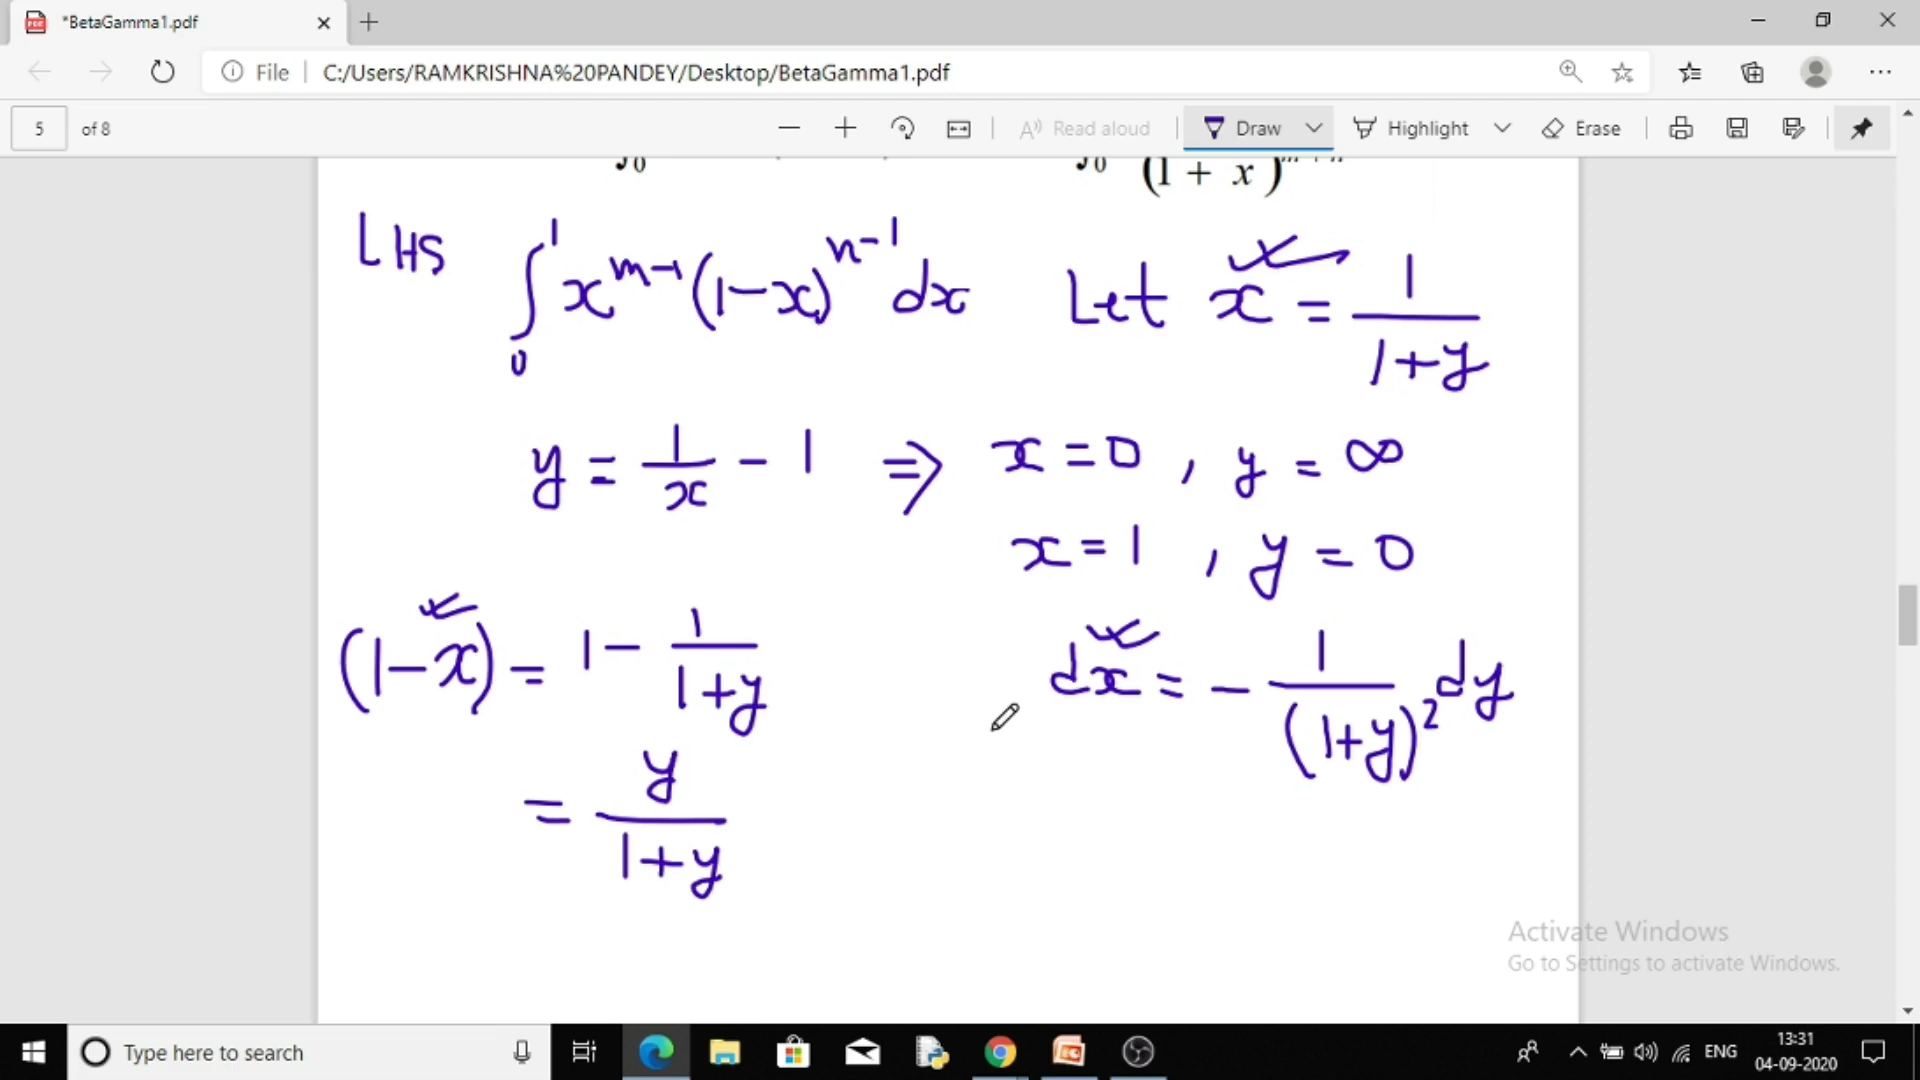 *BetaGamma1.pdf
File C:/Users/RAMKRISHNA%20PANDEY/Desktop/BetaGamma1.pdf
5 of 8 Read aloud Draw Highlight Erase
∫₀ ∫₀ (1 + x)^{m+n}
LHS ∫₀¹ x^{m-1} (1-x)^{n-1} dx Let x = 1/(1+y)
y = 1/x - 1 ⇒ x = 0, y = ∞
x = 1, y = 0
(1-x) = 1 - 1/(1+y) dx = - 1/(1+y)² dy
= y/(1+y)
Activate Windows
Go to Settings to activate Windows.
Type here to search ENG 13:31
04-09-2020